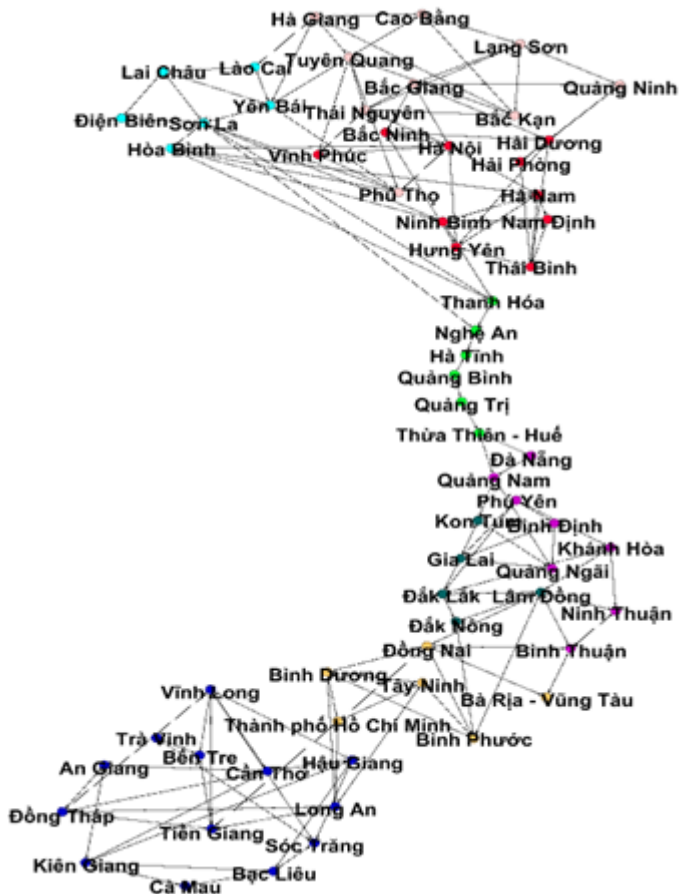 Hà Giang
Cao Bằng
Lạng Sơn
Tuyên Quang
Lào Cai
Lai Châu
Bắc Giang
Quảng Ninh
Yên Bái
Thái Nguyên
Bắc Kạn
Điện Biên
Sơn La
Bắc Ninh
Hải Dương
Hòa Bình
Vĩnh Phúc
Hà Nội
Hải Phòng
Phú Thọ
Hà Nam
Ninh Bình
Nam Định
Hưng Yên
Thái Bình
Thanh Hóa
Nghệ An
Hà Tĩnh
Quảng Bình
Quảng Trị
Thừa Thiên - Huế
Đà Nẵng
Quảng Nam
Phú Yên
Kon Tum
Bình Định
Khánh Hòa
Gia Lai
Quảng Ngãi
Đắk Lắk
Lâm Đồng
Ninh Thuận
Đắk Nông
Đồng Nai
Bình Thuận
Bình Dương
Tây Ninh
Bà Rịa - Vũng Tàu
Vĩnh Long
Thành phố Hồ Chí Minh
Bình Phước
Trà Vinh
Bến Tre
An Giang
Cần Thơ
Hậu Giang
Đồng Tháp
Long An
Tiền Giang
Sóc Trăng
Kiên Giang
Bạc Liêu
Cà Mau